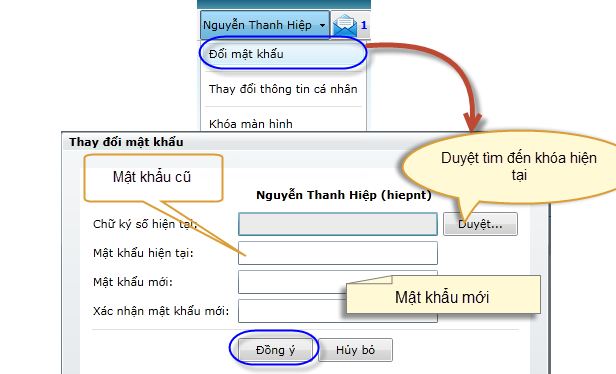 Nguyễn Thanh Hiệp 1
Đổi mật khẩu
Thay đổi thông tin cá nhân
Khóa màn hình
Thay đổi mật khẩu
Duyệt tìm đến khóa hiện
tại
Mật khẩu cũ
Nguyễn Thanh Hiệp (hiepnt)
Chữ ký số hiện tại:
Duyệt...
Mật khẩu hiện tại:
Mật khẩu mới:
Mật khẩu mới
Xác nhận mật khẩu mới:
Đồng ý
Hủy bỏ